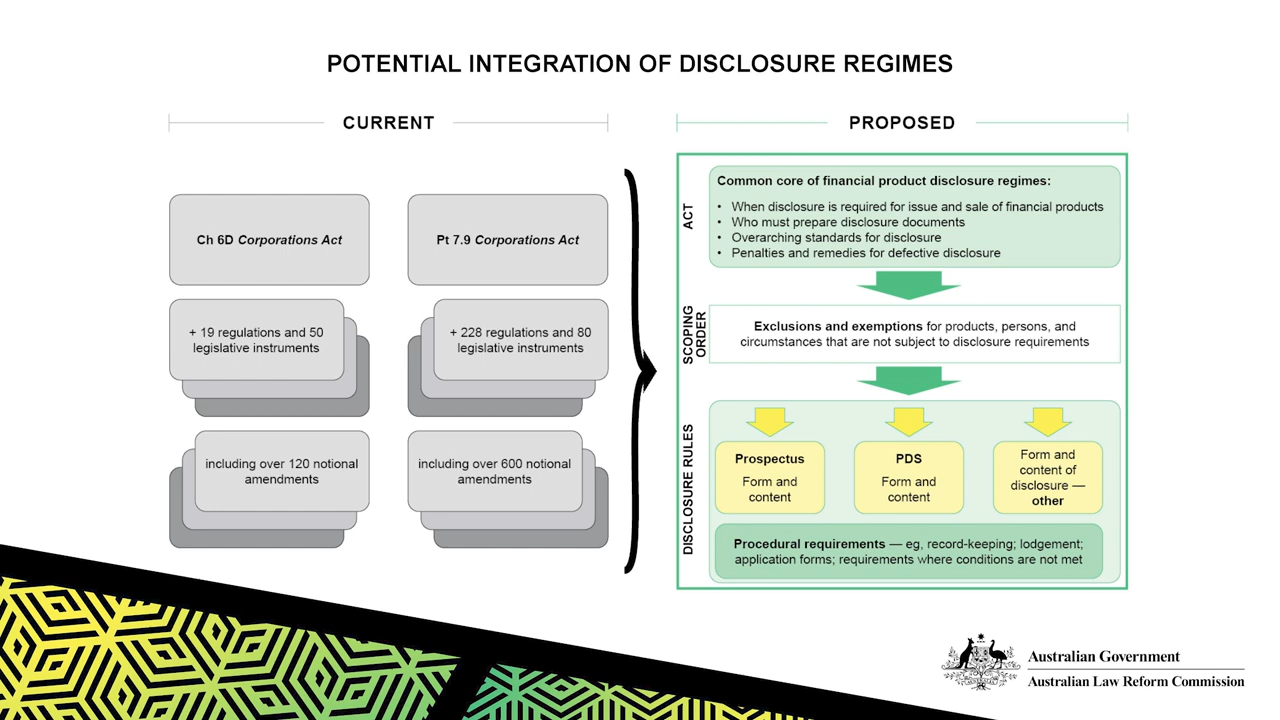 POTENTIAL INTEGRATION OF DISCLOSURE REGIMES
CURRENT
Ch 6D Corporations Act
Pt 7.9 Corporations Act
+ 19 regulations and 50
legislative instruments
+ 228 regulations and 80
legislative instruments
including over 120 notional
amendments
including over 600 notional
amendments
PROPOSED
ACT
Common core of financial product disclosure regimes:
• When disclosure is required for issue and sale of financial products
• Who must prepare disclosure documents
• Overarching standards for disclosure
• Penalties and remedies for defective disclosure
SCOPING
ORDER
Exclusions and exemptions for products, persons, and
circumstances that are not subject to disclosure requirements
DISCLOSURE RULES
Prospectus
Form and
content
PDS
Form and
content
Form and
content of
disclosure —
other
Procedural requirements — eg, record-keeping; lodgement;
application forms; requirements where conditions are not met
Australian Government
Australian Law Reform Commission